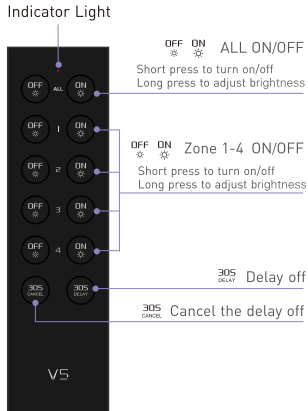 Indicator Light
OFF ON ALL ON/OFF
Short press to turn on/off
Long press to adjust brightness
OFF ALL ON
OFF 1 ON
OFF ON Zone 1-4 ON/OFF
Short press to turn on/off
Long press to adjust brightness
OFF 2 ON
OFF 3 ON
OFF 4 ON
30S CANCEL 30S DELAY
30S DELAY Delay off
30S CANCEL Cancel the delay off
V5